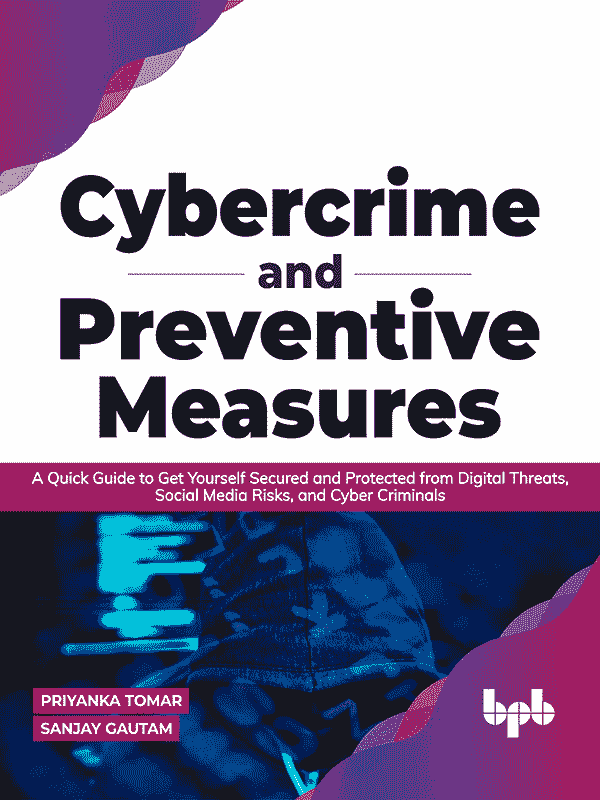 Cybercrime
and
Preventive
Measures
A Quick Guide to Get Yourself Secured and Protected from Digital Threats,
Social Media Risks, and Cyber Criminals
PRIYANKA TOMAR
SANJAY GAUTAM
bpb